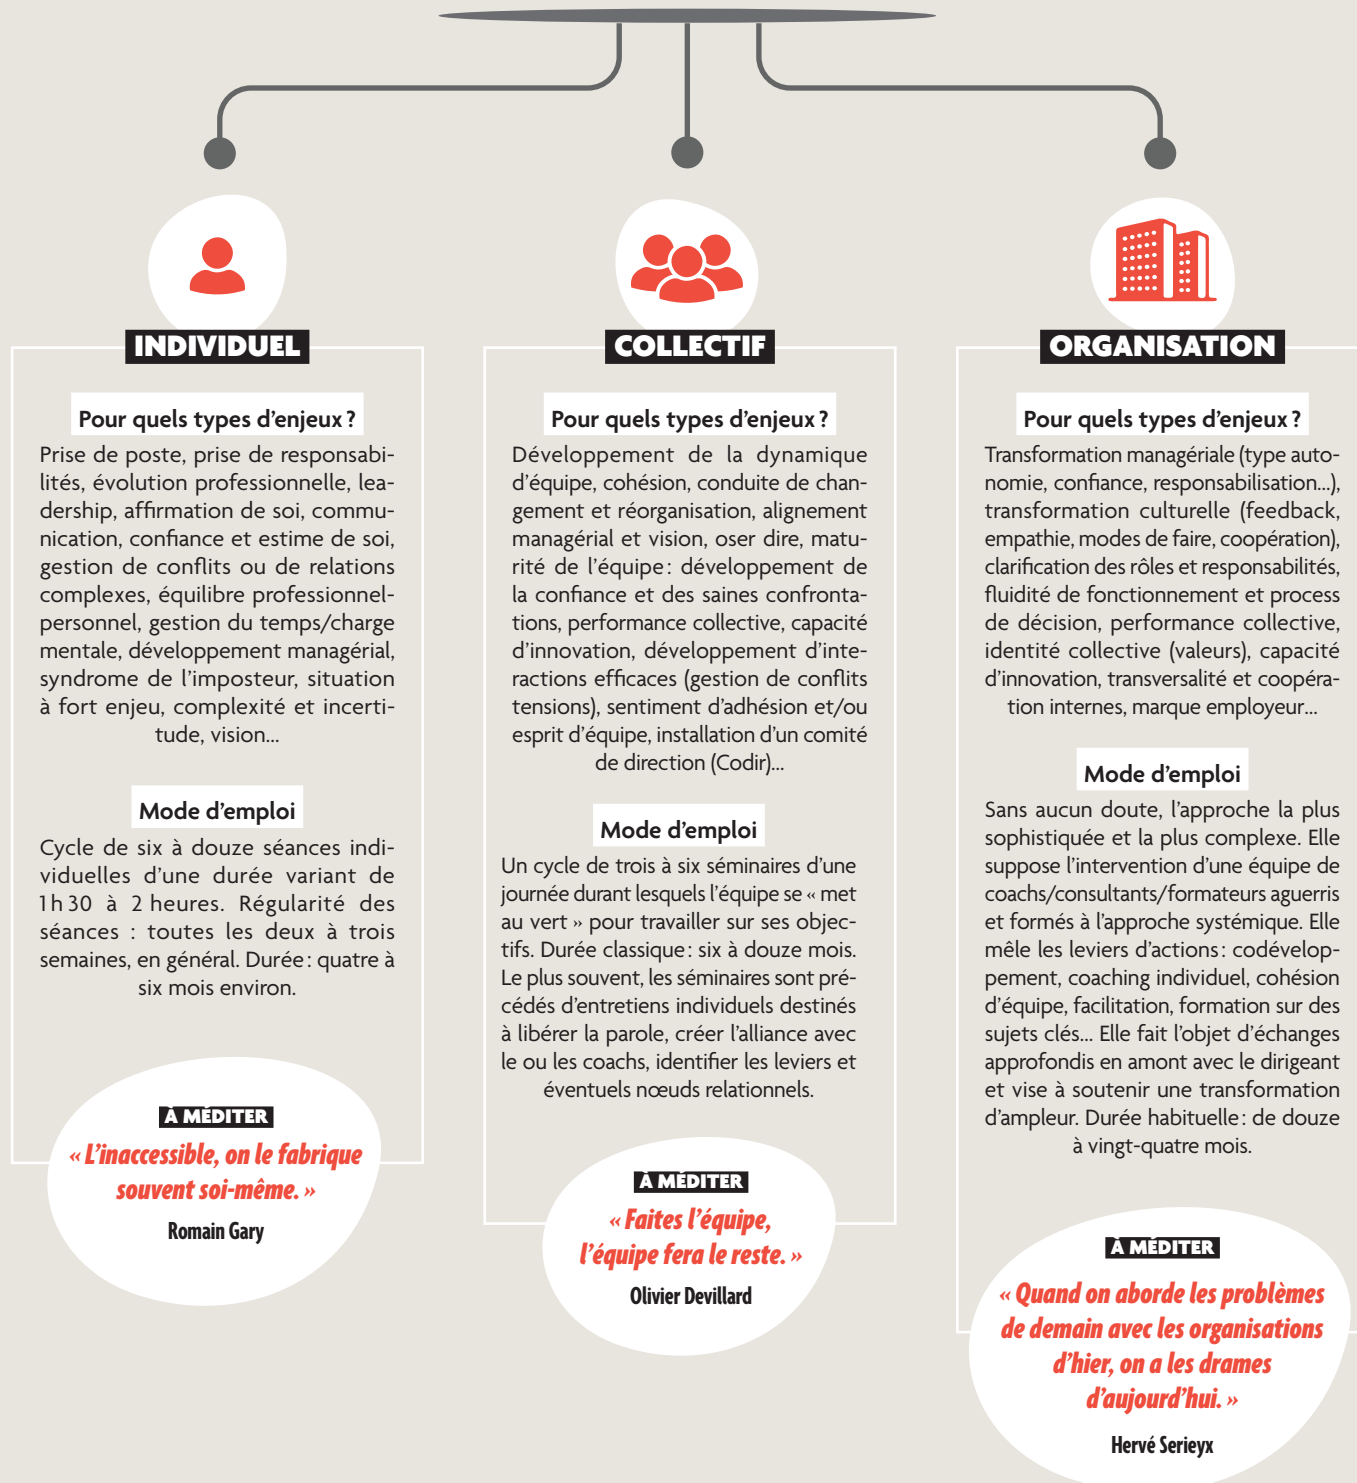 INDIVIDUEL
Pour quels types d’enjeux ?
Prise de poste, prise de responsabi-
lités, évolution professionnelle, lea-
dership, affirmation de soi, commu-
nication, confiance et estime de soi,
gestion de conflits ou de relations
complexes, équilibre professionnel-
personnel, gestion du temps/charge
mentale, développement managérial,
syndrome de l’imposteur, situation
à fort enjeu, complexité et incerti-
tude, vision...
Mode d’emploi
Cycle de six à douze séances indi-
viduelles d’une durée variant de
1 h 30 à 2 heures. Régularité des
séances : toutes les deux à trois
semaines, en général. Durée : quatre à
six mois environ.
À MÉDITER
« L’inaccessible, on le fabrique
souvent soi-même. »
Romain Gary
COLLECTIF
Pour quels types d’enjeux ?
Développement de la dynamique
d’équipe, cohésion, conduite de chan-
gement et réorganisation, alignement
managérial et vision, oser dire, matu-
rité de l’équipe : développement de
la confiance et des saines confronta-
tions, performance collective, capacité
d’innovation, développement d’inte-
ractions efficaces (gestion de conflits
tensions), sentiment d’adhésion et/ou
esprit d’équipe, installation d’un comité
de direction (Codir)...
Mode d’emploi
Un cycle de trois à six séminaires d’une
journée durant lesquels l’équipe se « met
au vert » pour travailler sur ses objec-
tifs. Durée classique : six à douze mois.
Le plus souvent, les séminaires sont pré-
cédés d’entretiens individuels destinés
à libérer la parole, créer l’alliance avec
le ou les coachs, identifier les leviers et
éventuels nœuds relationnels.
À MÉDITER
« Faites l’équipe,
l’équipe fera le reste. »
Olivier Devillard
ORGANISATION
Pour quels types d’enjeux ?
Transformation managériale (type auto-
nomie, confiance, responsabilisation...),
transformation culturelle (feedback,
empathie, modes de faire, coopération),
clarification des rôles et responsabilités,
fluidité de fonctionnement et process
de décision, performance collective,
identité collective (valeurs), capacité
d’innovation, transversalité et coopéra-
tion internes, marque employeur...
Mode d’emploi
Sans aucun doute, l’approche la plus
sophistiquée et la plus complexe. Elle
suppose l’intervention d’une équipe de
coachs/consultants/formateurs aguerris
et formés à l’approche systémique. Elle
mêle les leviers d’actions : codévelop-
pement, coaching individuel, cohésion
d’équipe, facilitation, formation sur des
sujets clés... Elle fait l’objet d’échanges
approfondis en amont avec le dirigeant
et vise à soutenir une transformation
d’ampleur. Durée habituelle : de douze
à vingt-quatre mois.
À MÉDITER
« Quand on aborde les problèmes
de demain avec les organisations
d’hier, on a les drames
d’aujourd’hui. »
Hervé Serieyx